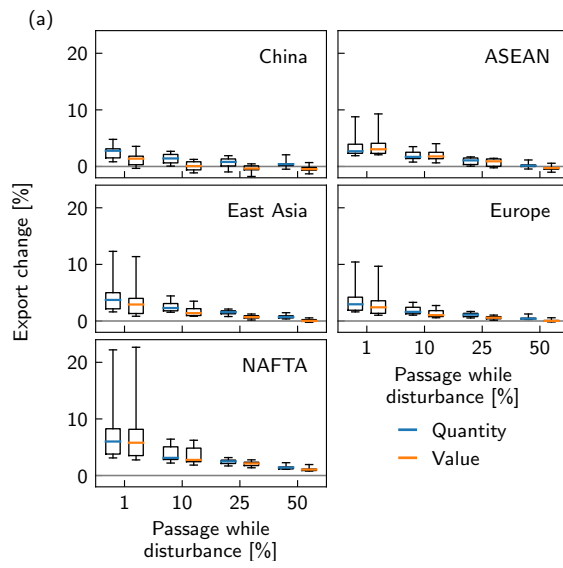 (a)
China
ASEAN
20
10
0
East Asia
Europe
20
10
0
Export change [%]
NAFTA
20
10
0
1 10 25 50
Passage while
disturbance [%]
1 10 25 50
Passage while
disturbance [%]
Quantity
Value